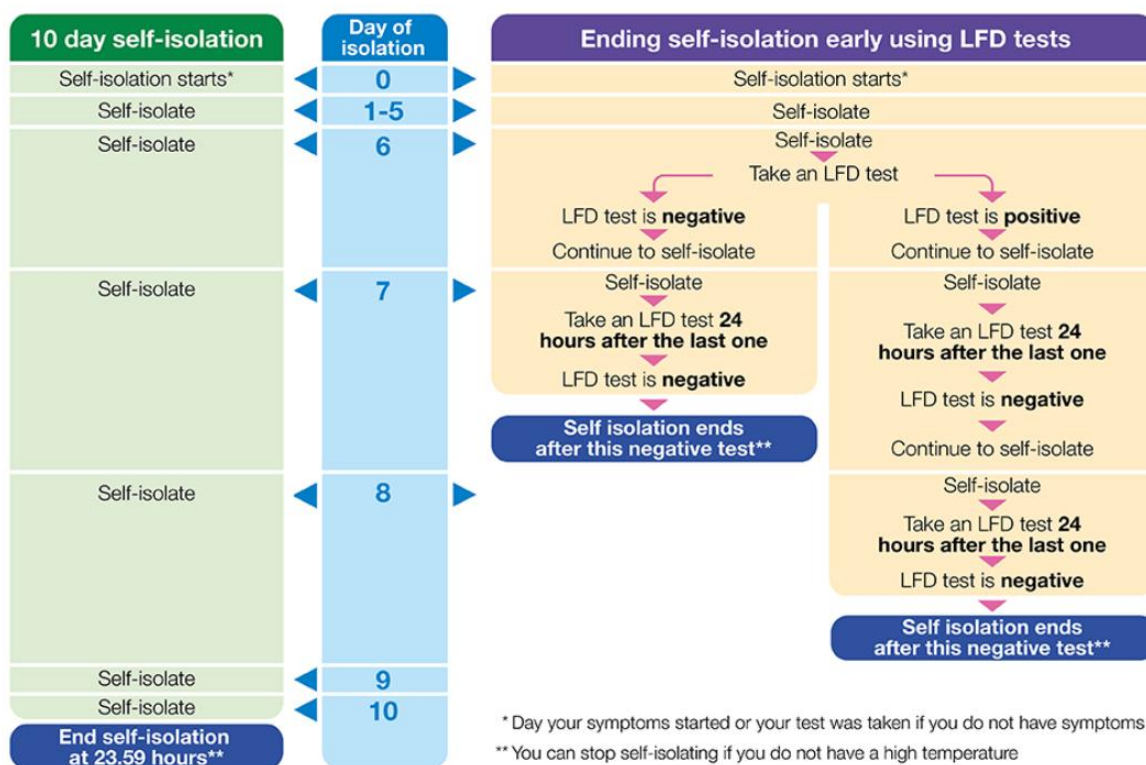 10 day self-isolation
Self-isolation starts*
Self-isolate
Self-isolate
Self-isolate
Self-isolate
Self-isolate
Self-isolate
End self-isolation
at 23.59 hours**
Day of
isolation
0
1-5
6
7
8
9
10
Ending self-isolation early using LFD tests
Self-isolation starts*
Self-isolate
Self-isolate
Take an LFD test
LFD test is negative
Continue to self-isolate
Self-isolate
Take an LFD test 24
hours after the last one
LFD test is negative
Self isolation ends
after this negative test**
LFD test is positive
Continue to self-isolate
Self-isolate
Take an LFD test 24
hours after the last one
LFD test is negative
Continue to self-isolate
Self-isolate
Take an LFD test 24
hours after the last one
LFD test is negative
Self isolation ends
after this negative test**
* Day your symptoms started or your test was taken if you do not have symptoms
** You can stop self-isolating if you do not have a high temperature